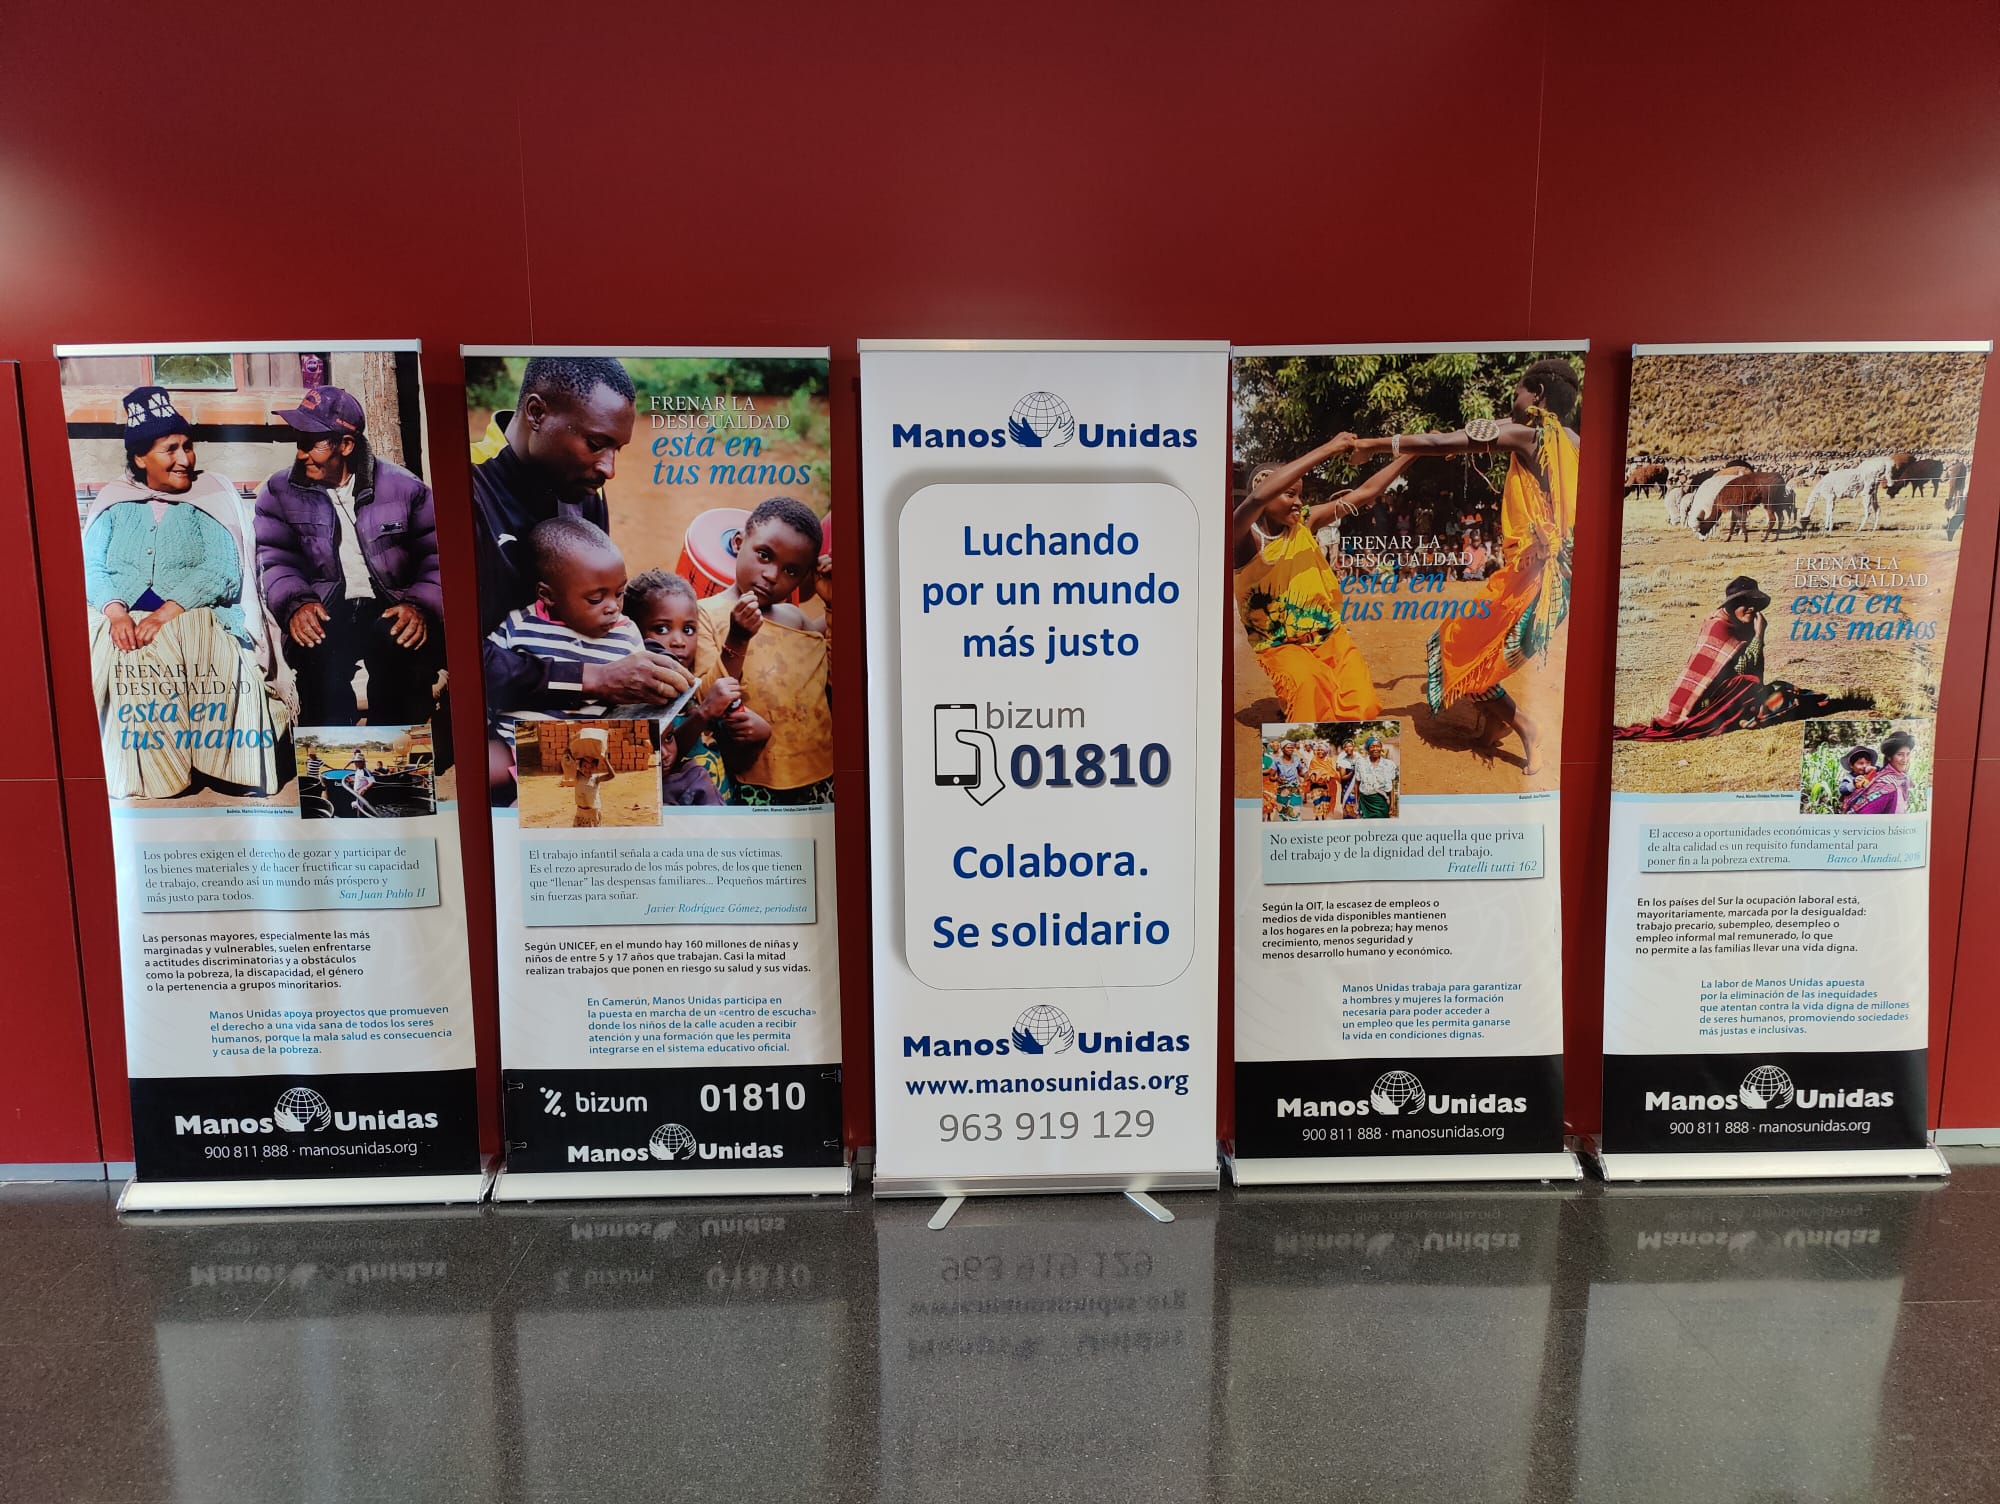 FRENAR LA
DESIGUALDAD
está en
tus manos
Los pobres exigen el derecho de gozar y participar de
los bienes materiales y de hacer fructificar su capacidad
de trabajo, creando así un mundo más próspero y
más justo para todos.
San Juan Pablo II
Las personas mayores, especialmente las más
marginadas y vulnerables, suelen enfrentarse
a actitudes discriminatorias y a obstáculos
como la pobreza, la discapacidad, el género
o la pertenencia a grupos minoritarios.
Manos Unidas apoya proyectos que promueven
el derecho a una vida sana de todos los seres
humanos, porque la mala salud es consecuencia
y causa de la pobreza.
Manos Unidas
900 811 888 · manosunidas.org
FRENAR LA
DESIGUALDAD
está en
tus manos
El trabajo infantil señala a cada una de sus víctimas.
Es el rezo apresurado de los más pobres, de los que tienen
que “llenar” las despensas familiares... Pequeños mártires
sin fuerzas para soñar.
Javier Rodríguez Gómez, periodista
Según UNICEF, en el mundo hay 160 millones de niñas y
niños de entre 5 y 17 años que trabajan. Casi la mitad
realizan trabajos que ponen en riesgo su salud y sus vidas.
En Camerún, Manos Unidas participa en
la puesta en marcha de un «centro de escucha»
donde los niños de la calle acuden a recibir
atención y una formación que les permita
integrarse en el sistema educativo oficial.
bizum 01810
Manos Unidas
Manos Unidas
Luchando
por un mundo
más justo
bizum
01810
Colabora.
Se solidario
Manos Unidas
www.manosunidas.org
963 919 129
FRENAR LA
DESIGUALDAD
está en
tus manos
No existe peor pobreza que aquella que priva
del trabajo y de la dignidad del trabajo.
Fratelli tutti 162
Según la OIT, la escasez de empleos o
medios de vida disponibles mantienen
a los hogares en la pobreza; hay menos
crecimiento, menos seguridad y
menos desarrollo humano y económico.
Manos Unidas trabaja para garantizar
a hombres y mujeres la formación
necesaria para poder acceder a
un empleo que les permita ganarse
la vida en condiciones dignas.
Manos Unidas
900 811 888 · manosunidas.org
FRENAR LA
DESIGUALDAD
está en
tus manos
El acceso a oportunidades económicas y servicios básicos
de alta calidad es un requisito fundamental para
poner fin a la pobreza extrema.
Banco Mundial,
En los países del Sur la ocupación laboral está,
mayoritariamente, marcada por la desigualdad:
trabajo precario, subempleo, desempleo o
empleo informal mal remunerado, lo que
no permite a las familias llevar una vida digna.
La labor de Manos Unidas apuesta
por la eliminación de las inequidades
que atentan contra la vida digna de millones
de seres humanos, promoviendo sociedades
más justas e inclusivas.
Manos Unidas
900 811 888 · manosunidas.org